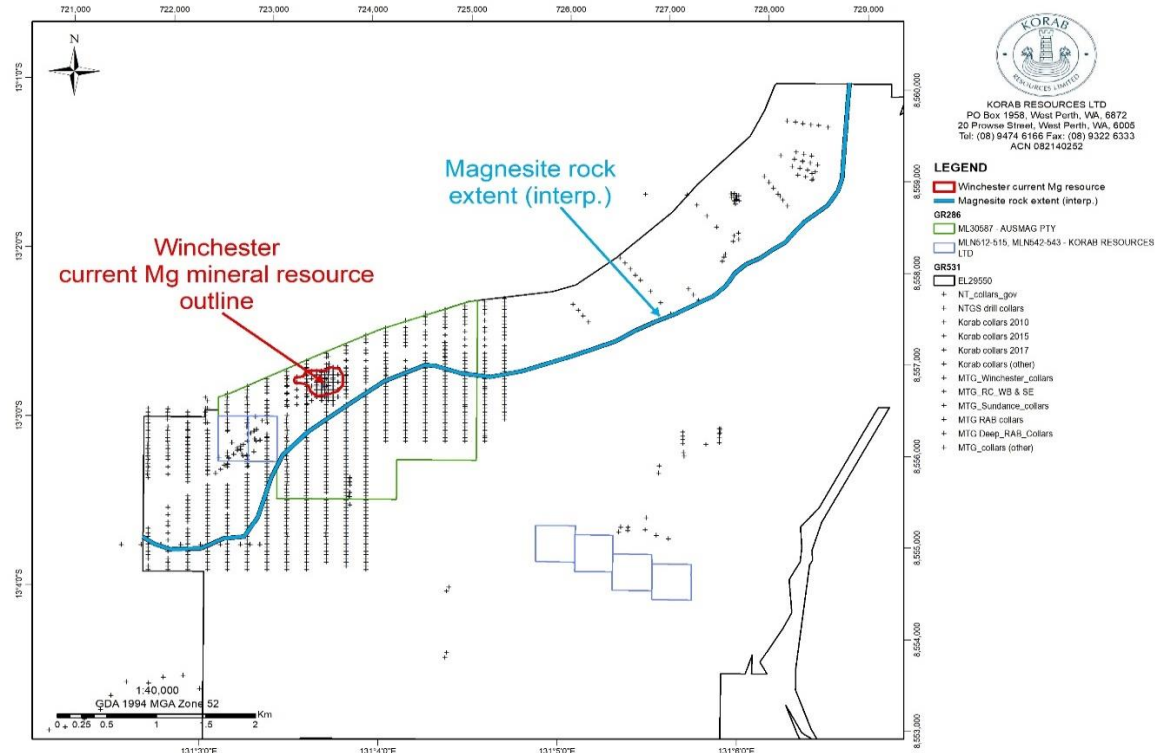 721,000 722,000 723,000 724,000 725,000 726,000 727,000 728,000 729,000
N
13°1'0"S
13°2'0"S
13°3'0"S
13°4'0"S
8,560,000
8,559,000
8,558,000
8,557,000
8,556,000
8,555,000
8,554,000
8,553,000
Magnesite rock
extent (interp.)
Winchester
current Mg mineral resource
outline
1:40,000
GDA 1994 MGA Zone 52
0 0.25 0.5 1 1.5 2
Km
131°3'0"E 131°4'0"E 131°5'0"E 131°6'0"E
KORAB
RESOURCES LIMITED
KORAB RESOURCES LTD
PO Box 1958, West Perth, WA, 6872
20 Prowse Street, West Perth, WA, 6005
Tel: (08) 9474 6166 Fax: (08) 9322 6333
ACN 082140252
LEGEND
Winchester current Mg resource
Magnesite rock extent (interp.)
GR286
ML30587 - AUSMAG PTY
MLN512-515, MLN542-543 - KORAB RESOURCES
LTD
GR531
EL29550
NT_collars_gov
NTGS drill collars
Korab collars 2010
Korab collars 2015
Korab collars 2017
Korab collars (other)
MTG_Winchester_collars
MTG_RC_WB & SE
MTG_Sundance_collars
MTG RAB collars
MTG Deep_RAB_Collars
MTG_collars (other)